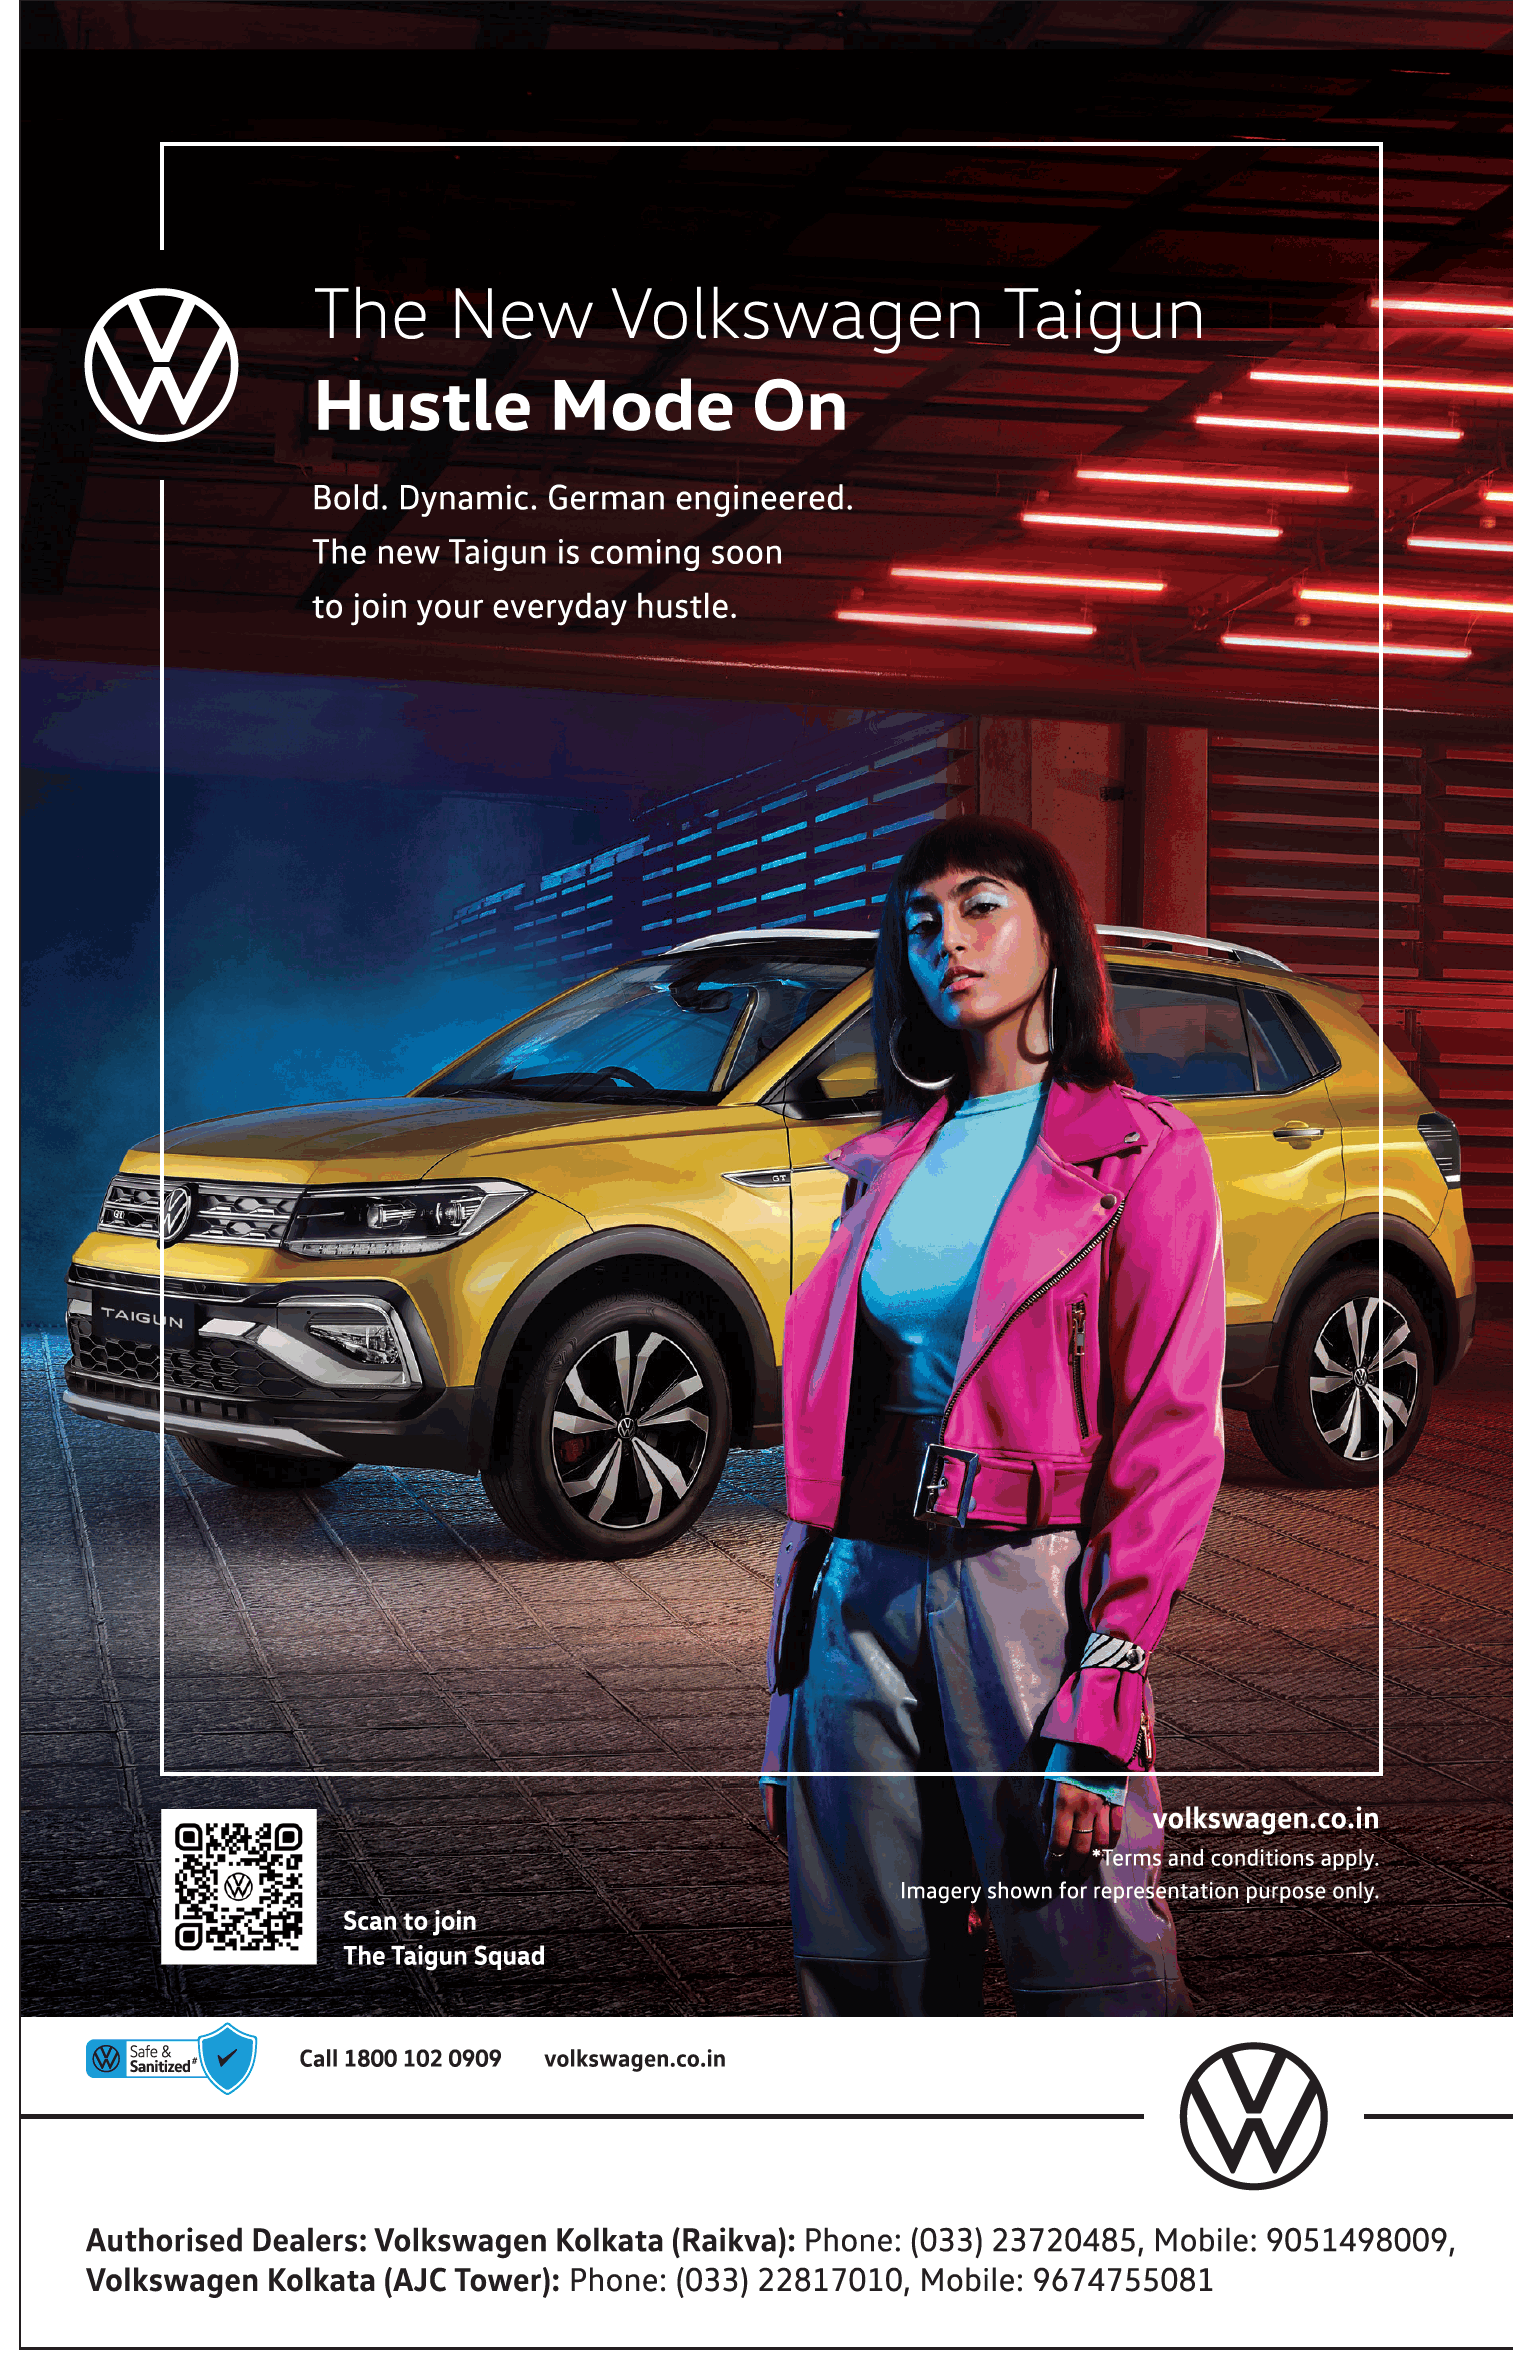 The New Volkswagen Taigun
Hustle Mode On
Bold. Dynamic. German engineered.
The new Taigun is coming soon
to join your everyday hustle.
GT
GT
TAIGUN
volkswagen.co.in
*Terms and conditions apply.
Imagery shown for representation purpose only.
Scan to join
The Taigun Squad
Safe &
Sanitized#
Call 1800 102 0909 volkswagen.co.in
Authorised Dealers: Volkswagen Kolkata (Raikva): Phone: (033) 23720485, Mobile: 9051498009,
Volkswagen Kolkata (AJC Tower): Phone: (033) 22817010, Mobile: 9674755081